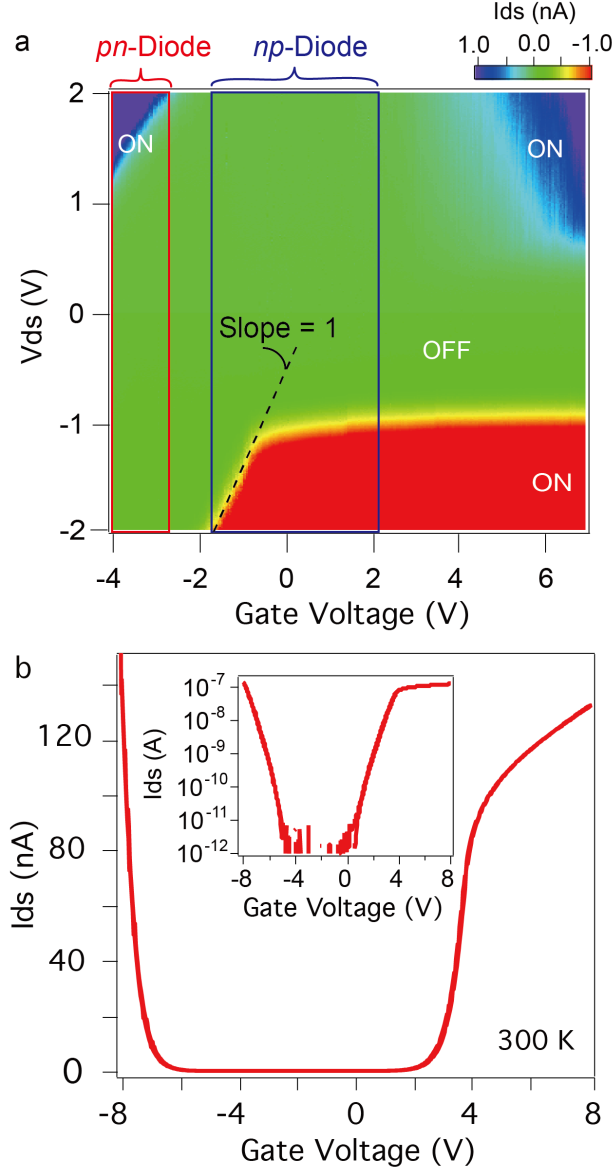 Ids (nA)
a
pn-Diode
np-Diode
1.0 0.0 -1.0
2
1
0
-1
-2
Vds (V)
ON
ON
Slope = 1
OFF
ON
-4 -2 0 2 4 6
Gate Voltage (V)
b
120
80
40
0
Ids (nA)
10-7
10-8
10-9
10-10
10-11
10-12
Ids (A)
-8 -4 0 4 8
Gate Voltage (V)
300 K
-8 -4 0 4 8
Gate Voltage (V)